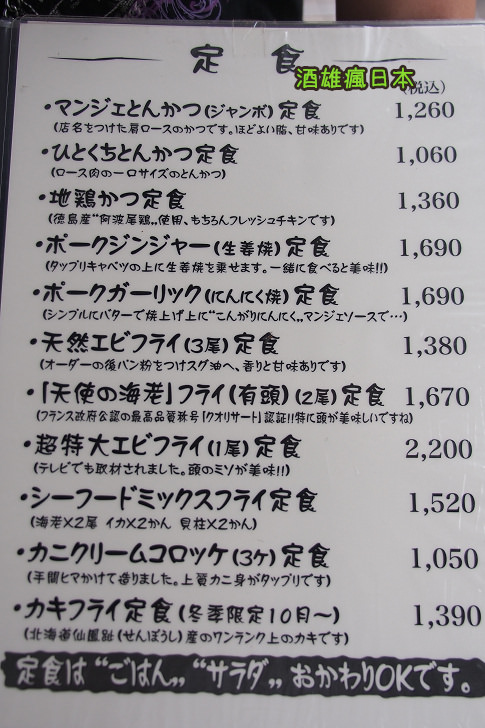 定食
酒雄瘋日本
(税込)
・マンジェとんかつ(ジャンボ)定食 1,260
(店名をつけた肩ロースのかつです。ほどよい脂、甘味ありです)
・ひとくちとんかつ定食 1,060
(ロース肉の一口サイズのとんかつ)
・地鶏かつ定食 1,360
(徳島産"阿波尾鶏„使用、もちろんフレッシュチキンです)
・ポークジンジャー(生姜焼)定食 1,690
(タップリキャベツの上に生姜焼を乗せます。一緒に食べると美味!!)
・ポークガーリック(にんにく焼)定食 1,690
(シンプルにバターで焼上げ上に"こんがりにんにく„マンジェソースで…)
・天然エビフライ(3尾)定食 1,380
(オーダーの後パン粉をつけスグ油へ、香りと甘味ありです)
・「天使の海老」フライ(有頭)(2尾)定食 1,670
(フランス政府公認の最高品質番号「クオリサート」認証!!特に頭が美味しいですね)
・超特大エビフライ(1尾)定食 2,200
(テレビでも取材されました。頭のミソが美味!!)
・シーフードミックスフライ定食 1,520
(海老×2尾 イカ×2かん 貝柱×2かん)
・カニクリームコロッケ(3ケ)定食 1,050
(手間ヒマかけて造りました。上質カニ身がタップリです)
・カキフライ定食(冬季限定10月〜) 1,390
(北海道仙鳳趾(せんぽうし)産のワンランク上のカキです)
定食は"ごはん„"サラダ„おかわりOKです。